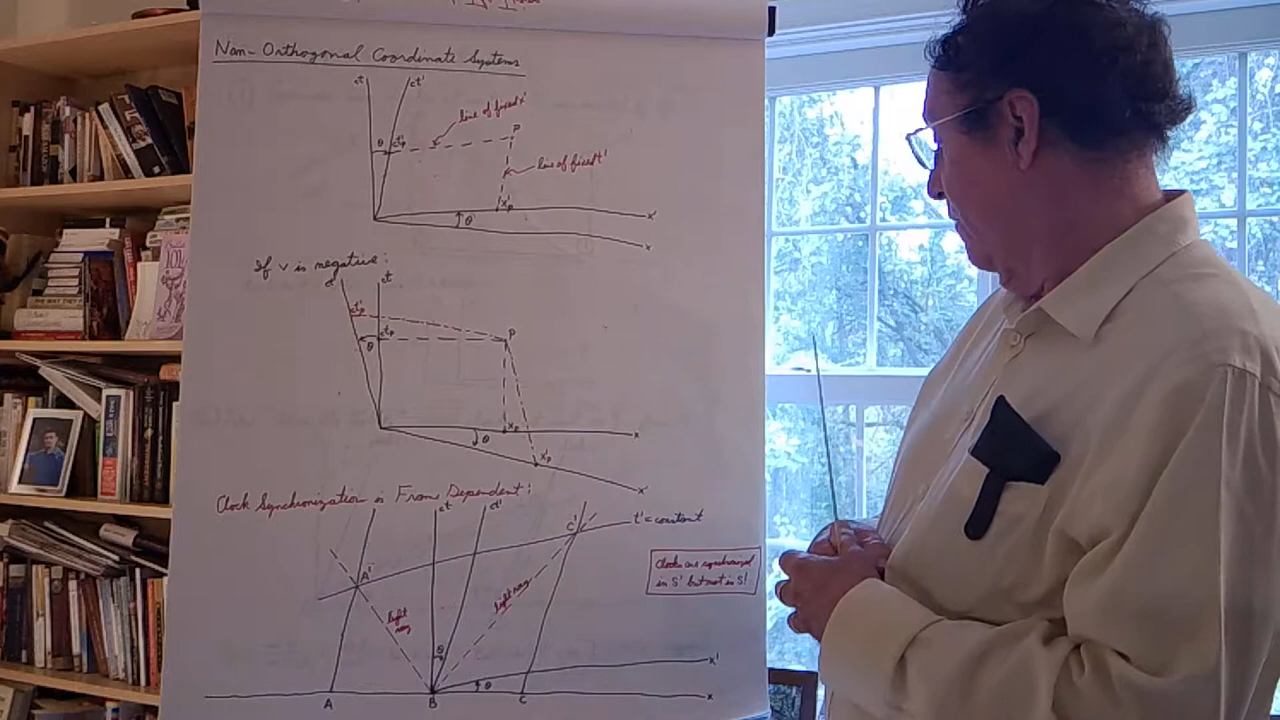 Non-Orthogonal Coordinate Systems
ct
ct'
line of fixed x'
P
θ
ct'p
line of fixed t'
x'p
θ
x'
x
If v is negative:
ct'
ct
ct'p
ctp
P
θ
xp
x
θ
x'p
x'
Clock Synchronization is Frame Dependent:
ct
ct'
C'
t' = constant
A'
Clocks are synchronized
in S' but not in S!
light
ray
light ray
θ
x'
θ
x
A
B
C
101